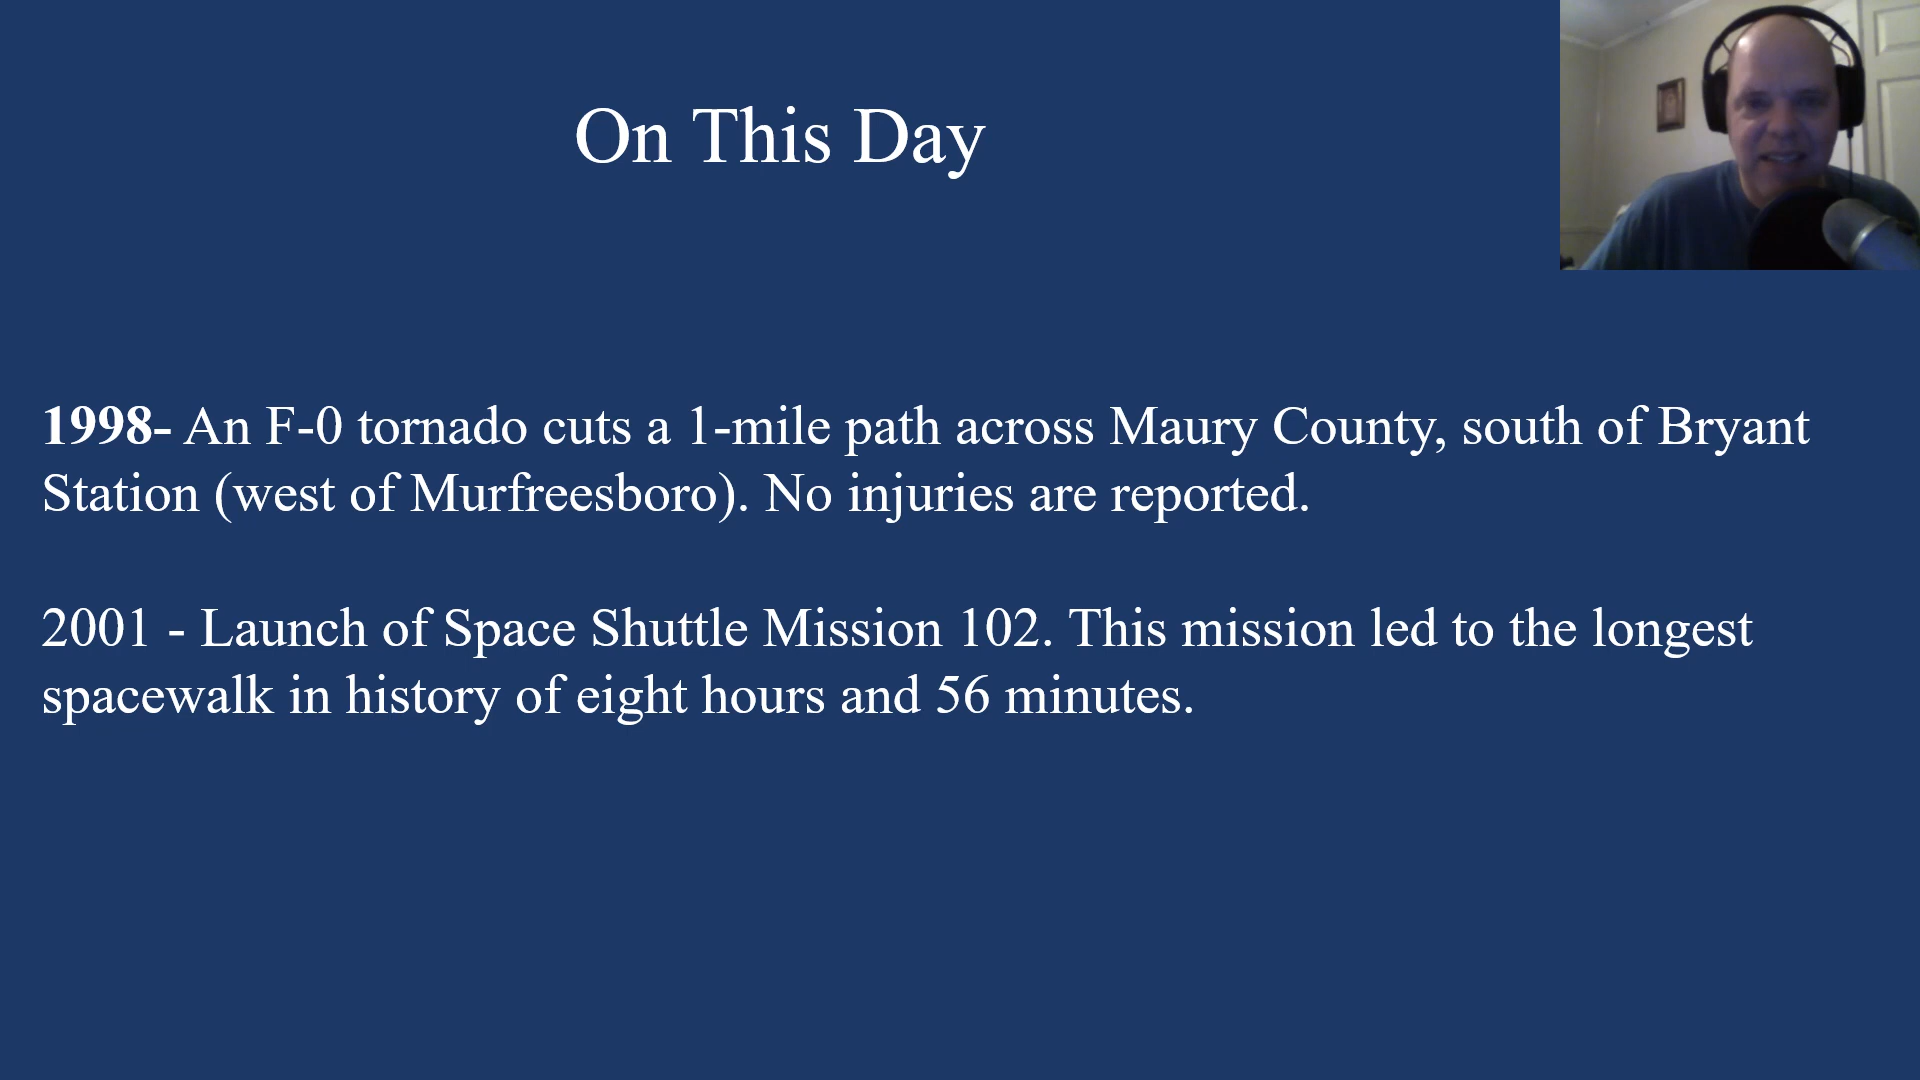 On This Day
1998- An F-0 tornado cuts a 1-mile path across Maury County, south of Bryant
Station (west of Murfreesboro). No injuries are reported.
2001 - Launch of Space Shuttle Mission 102. This mission led to the longest
spacewalk in history of eight hours and 56 minutes.